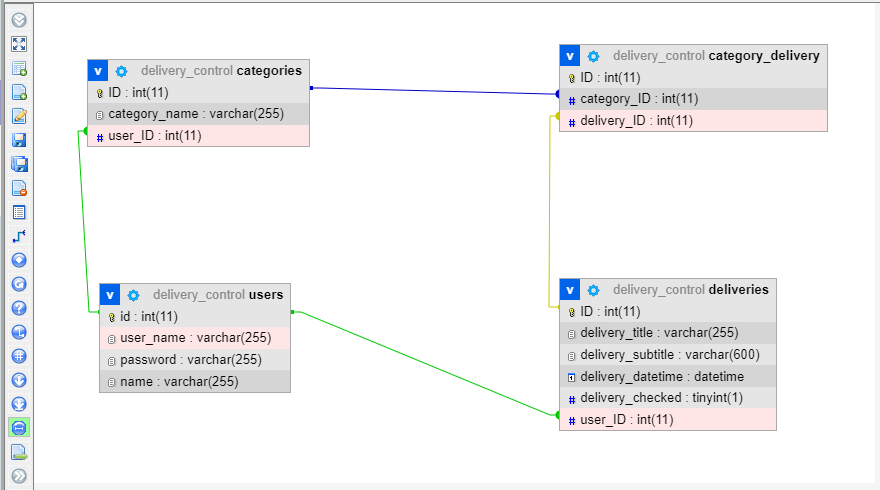 v delivery_control categories
ID : int(11)
category_name : varchar(255)
# user_ID : int(11)
v delivery_control category_delivery
ID : int(11)
# category_ID : int(11)
# delivery_ID : int(11)
v delivery_control users
id : int(11)
user_name : varchar(255)
password : varchar(255)
name : varchar(255)
v delivery_control deliveries
ID : int(11)
delivery_title : varchar(255)
delivery_subtitle : varchar(600)
delivery_datetime : datetime
# delivery_checked : tinyint(1)
# user_ID : int(11)